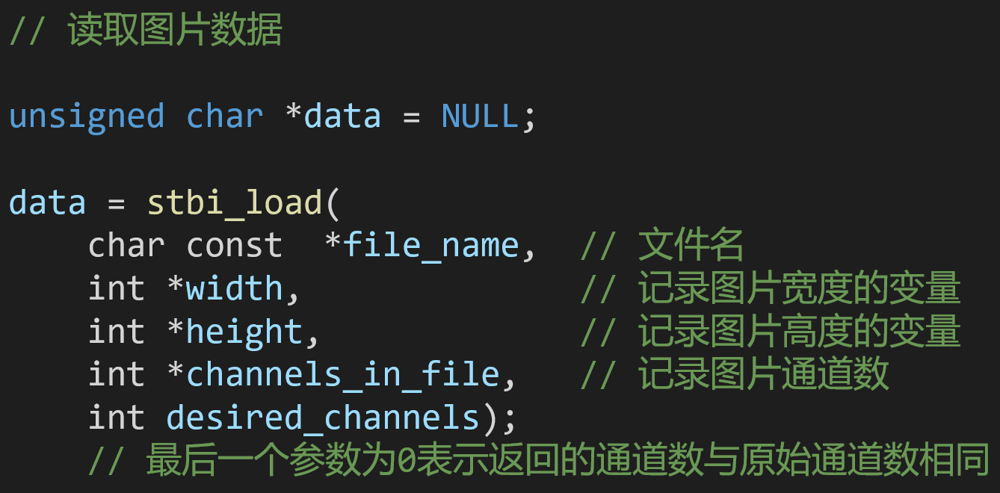 // 读取图片数据
unsigned char *data = NULL;
data = stbi_load(
    char const  *file_name,  // 文件名
    int *width,              // 记录图片宽度的变量
    int *height,             // 记录图片高度的变量
    int *channels_in_file,   // 记录图片通道数
    int desired_channels);
    // 最后一个参数为0表示返回的通道数与原始通道数相同